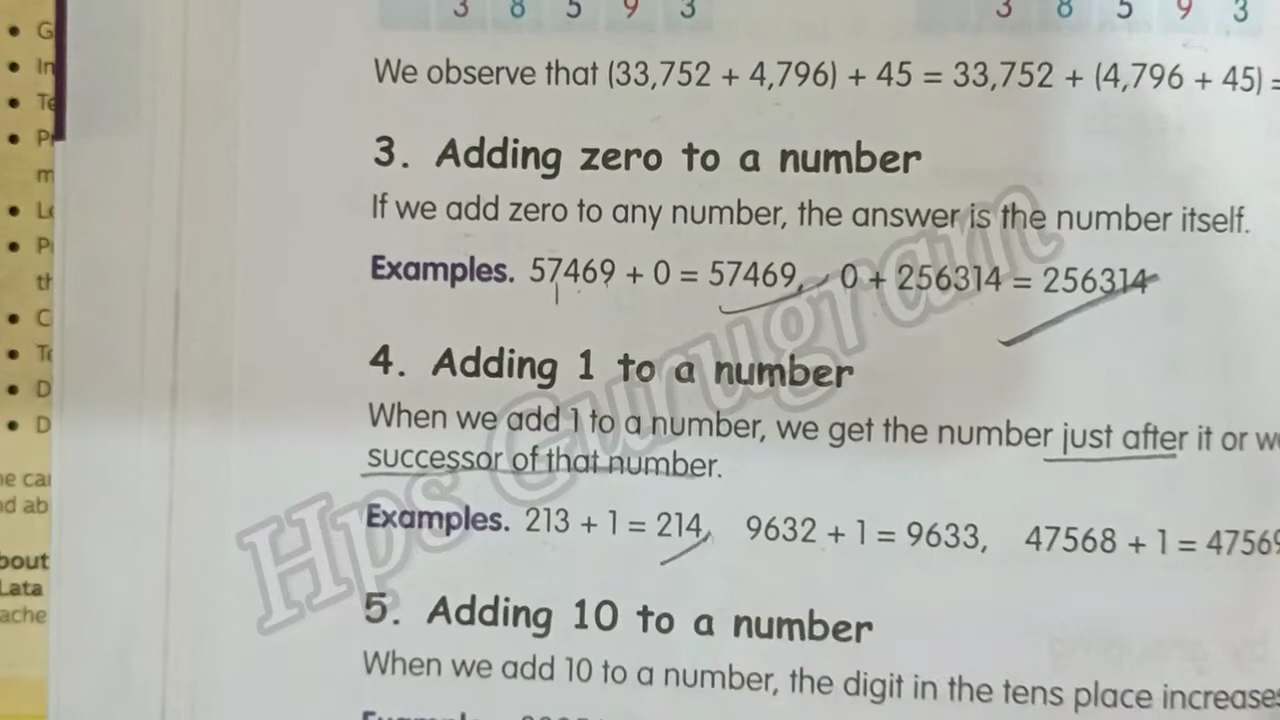 3 8 5 9 3 3 8 5 9 3
We observe that (33,752 + 4,796) + 45 = 33,752 + (4,796 + 45) =
3. Adding zero to a number
If we add zero to any number, the answer is the number itself.
Examples. 57469 + 0 = 57469, 0 + 256314 = 256314
4. Adding 1 to a number
When we add 1 to a number, we get the number just after it or
successor of that number.
Examples. 213 + 1 = 214, 9632 + 1 = 9633, 47568 + 1 = 47569
5. Adding 10 to a number
When we add 10 to a number, the digit in the tens place increases
Hps Gurugram